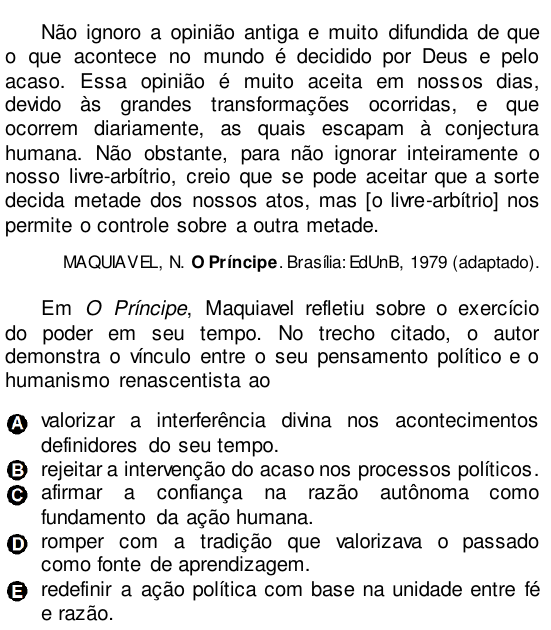 Não ignoro a opinião antiga e muito difundida de que
o que acontece no mundo é decidido por Deus e pelo
acaso. Essa opinião é muito aceita em nossos dias,
devido às grandes transformações ocorridas, e que
ocorrem diariamente, as quais escapam à conjectura
humana. Não obstante, para não ignorar inteiramente o
nosso livre-arbítrio, creio que se pode aceitar que a sorte
decida metade dos nossos atos, mas [o livre-arbítrio] nos
permite o controle sobre a outra metade.
MAQUIAVEL, N. O Príncipe. Brasília: EdUnB, 1979 (adaptado).
Em O Príncipe, Maquiavel refletiu sobre o exercício
do poder em seu tempo. No trecho citado, o autor
demonstra o vínculo entre o seu pensamento político e o
humanismo renascentista ao
A valorizar a interferência divina nos acontecimentos
definidores do seu tempo.
B rejeitar a intervenção do acaso nos processos políticos.
C afirmar a confiança na razão autônoma como
fundamento da ação humana.
D romper com a tradição que valorizava o passado
como fonte de aprendizagem.
E redefinir a ação política com base na unidade entre fé
e razão.